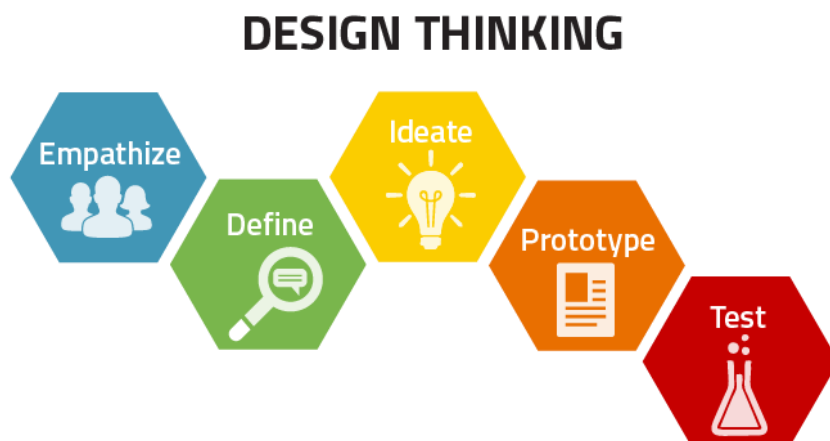 DESIGN THINKING
Empathize
Define
Ideate
Prototype
Test